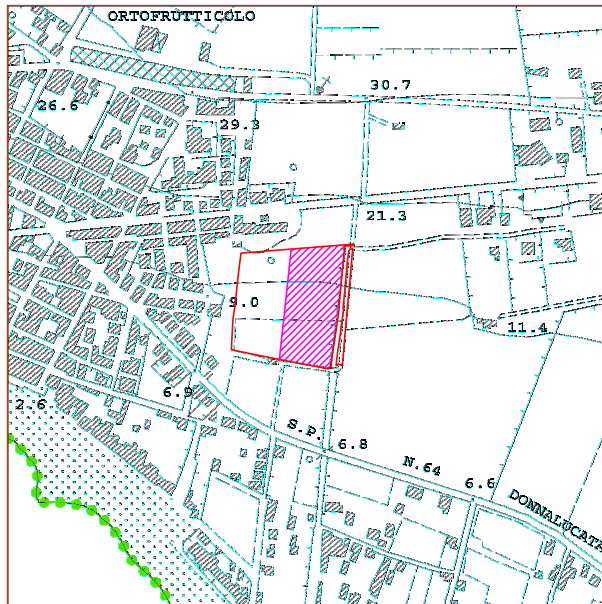 ORTOFRUTTICOLO
30.7
26.6
29.3
21.3
9.0
11.4
6.9
2.6
S.P.
6.8
N.64
6.6
DONNALUCATA